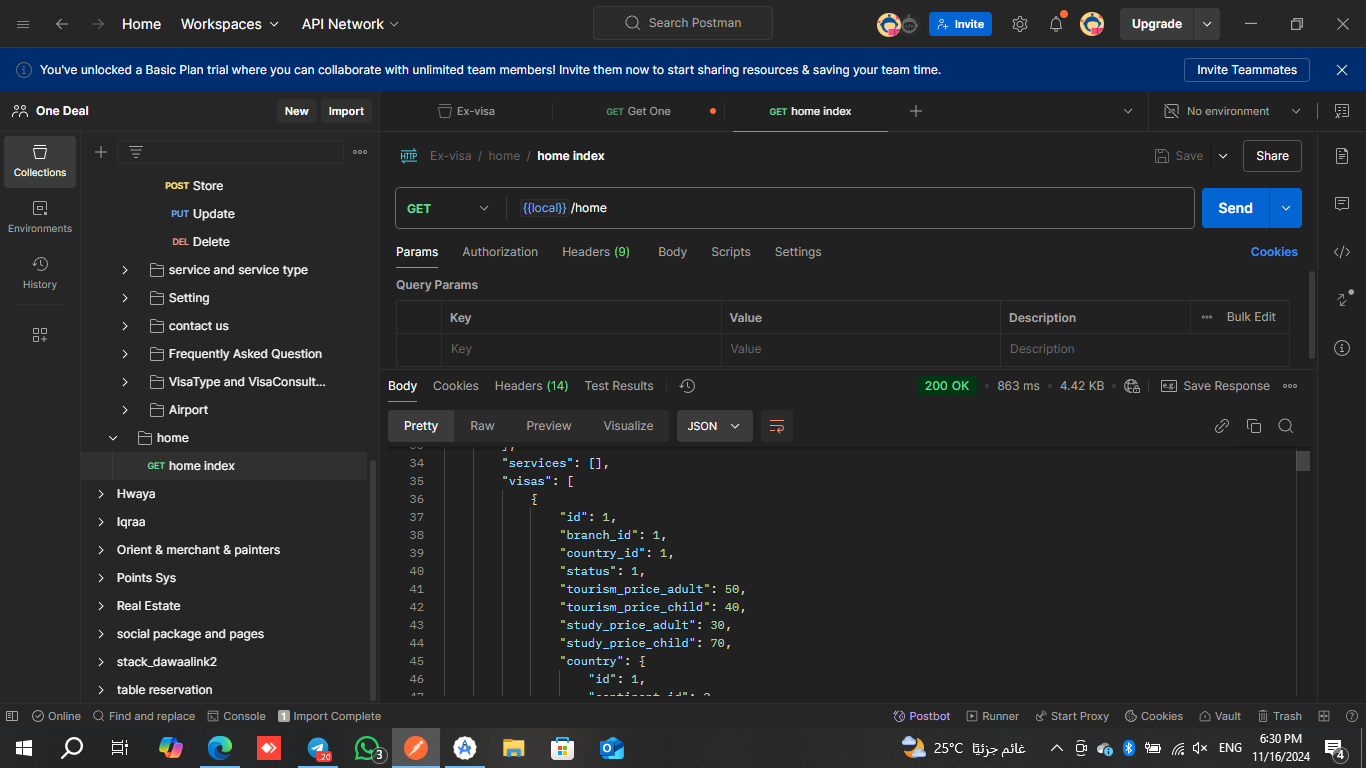 Home Workspaces API Network Search Postman Invite Upgrade
You've unlocked a Basic Plan trial where you can collaborate with unlimited team members! Invite them now to start sharing resources & saving your team time. Invite Teammates
One Deal New Import Ex-visa GET Get One GET home index No environment
HTTP Ex-visa / home / home index Save Share
Collections
Environments
History
POST Store
PUT Update
DEL Delete
service and service type
Setting
contact us
Frequently Asked Question
VisaType and VisaConsult...
Airport
home
GET home index
Hwaya
Iqraa
Orient & merchant & painters
Points Sys
Real Estate
social package and pages
stack_dawaalink2
table reservation
GET {{local}} /home Send
Params Authorization Headers (9) Body Scripts Settings Cookies
Query Params
Key Value Description Bulk Edit
Key Value Description
Body Cookies Headers (14) Test Results 200 OK 863 ms 4.42 KB e.g. Save Response
Pretty Raw Preview Visualize JSON
34 "services": [],
35 "visas": [
36 {
37 "id": 1,
38 "branch_id": 1,
39 "country_id": 1,
40 "status": 1,
41 "tourism_price_adult": 50,
42 "tourism_price_child": 40,
43 "study_price_adult": 30,
44 "study_price_child": 70,
45 "country": {
46 "id": 1,
Online Find and replace Console 1 Import Complete Postbot Runner Start Proxy Cookies Vault Trash
20 3 25°C غائم جزئيًا ENG 6:30 PM
11/16/2024 4